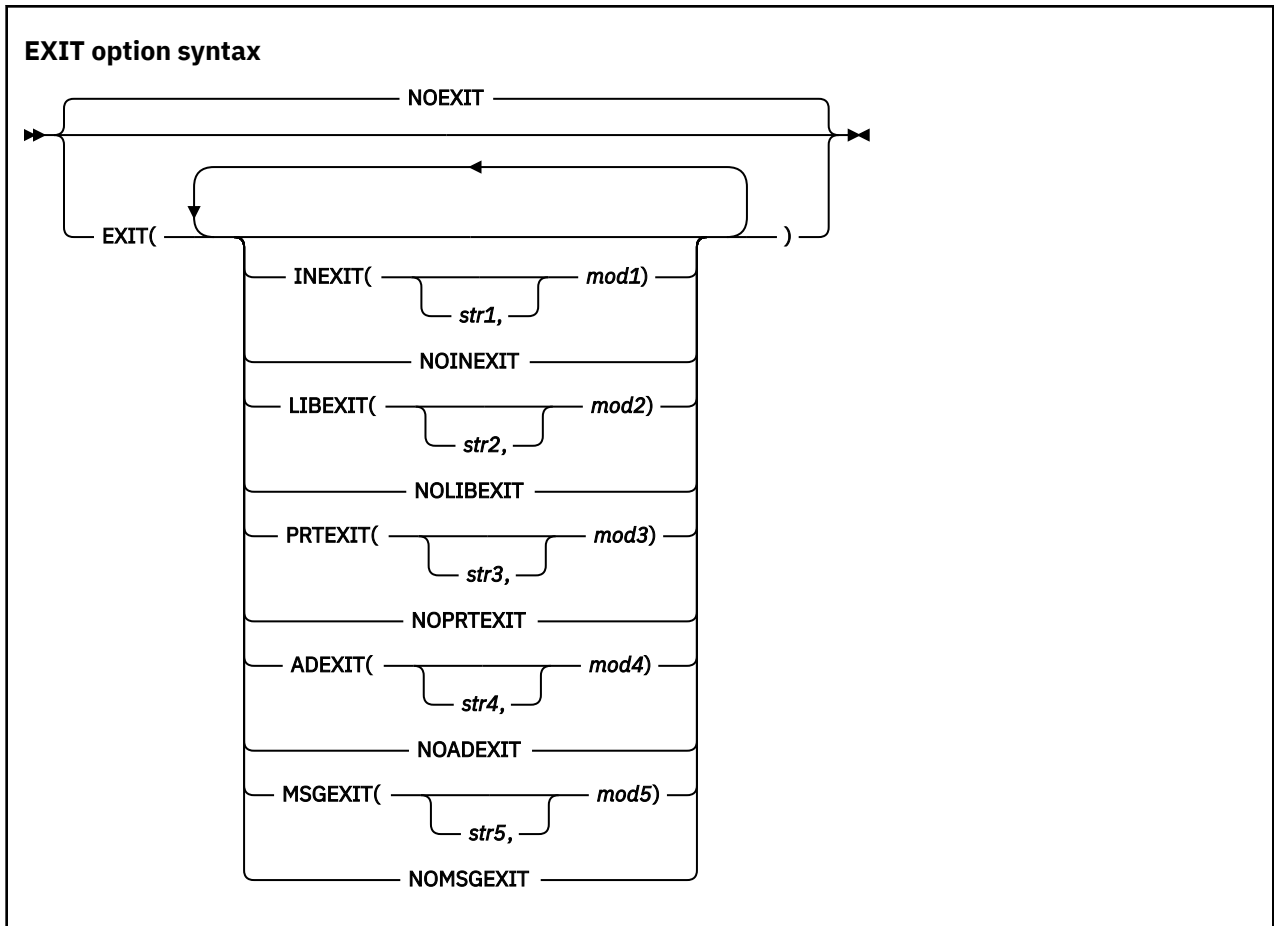 EXIT option syntax
NOEXIT
EXIT( )
INEXIT( mod1)
str1,
NOINEXIT
LIBEXIT( mod2)
str2,
NOLIBEXIT
PRTEXIT( mod3)
str3,
NOPRTEXIT
ADEXIT( mod4)
str4,
NOADEXIT
MSGEXIT( mod5)
str5,
NOMSGEXIT